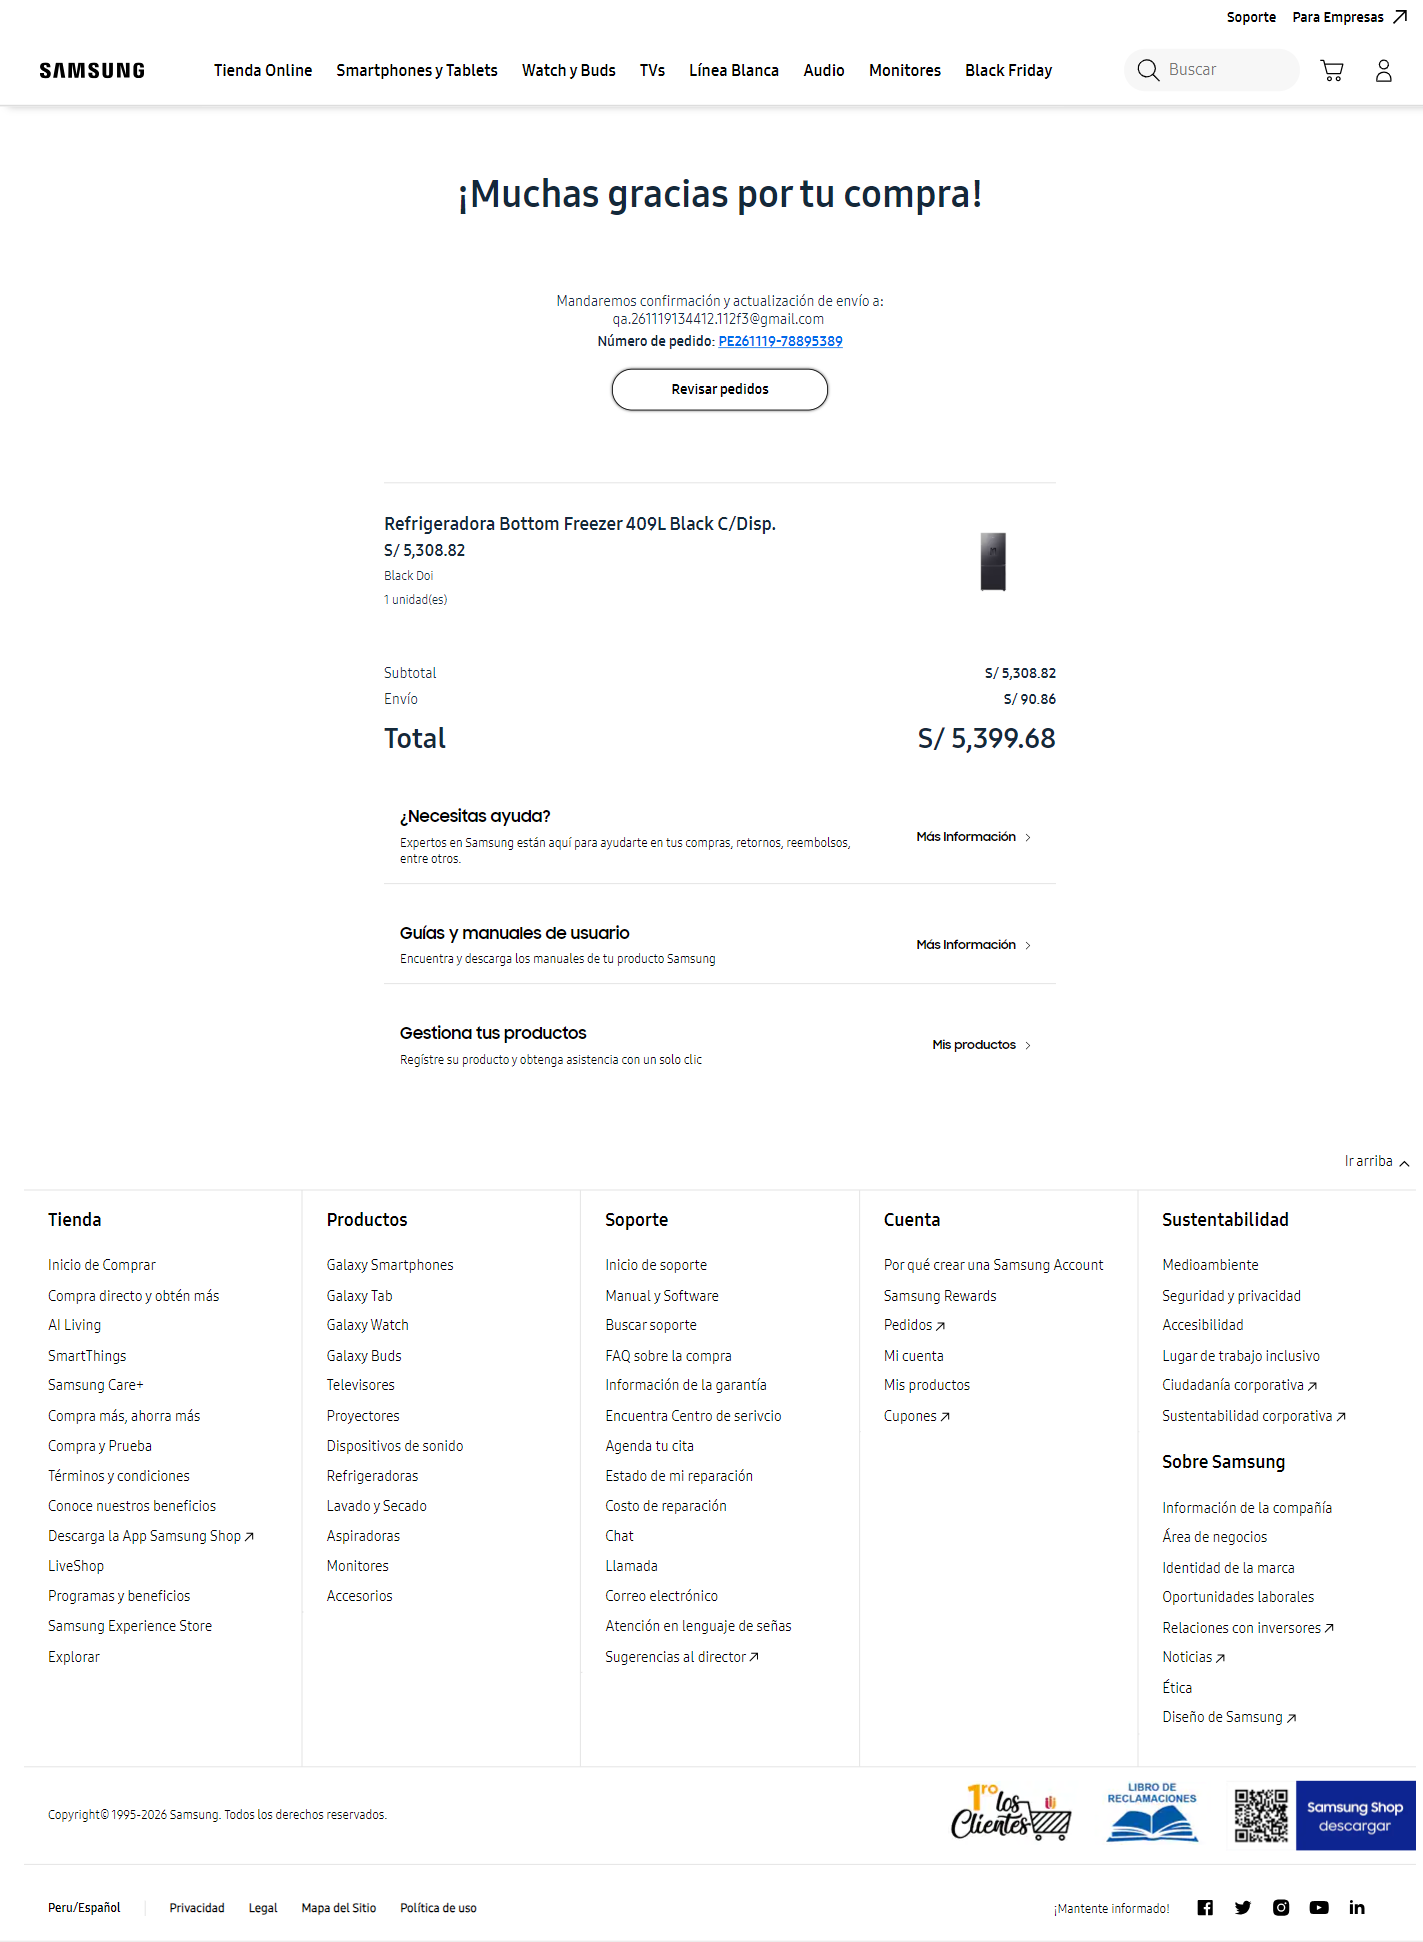 Soporte Para Empresas
SAMSUNG Tienda Online Smartphones y Tablets Watch y Buds TVs Línea Blanca Audio Monitores Black Friday Buscar
¡Muchas gracias por tu compra!
Mandaremos confirmación y actualización de envío a:
qa.261119134412.112f3@gmail.com
Número de pedido: PE261119-78895389
Revisar pedidos
Refrigeradora Bottom Freezer 409L Black C/Disp.
S/ 5,308.82
Black Doi
1 unidad(es)
Subtotal S/ 5,308.82
Envío S/ 90.86
Total S/ 5,399.68
¿Necesitas ayuda?
Expertos en Samsung están aquí para ayudarte en tus compras, retornos, reembolsos,
entre otros.
Más Información
Guías y manuales de usuario
Encuentra y descarga los manuales de tu producto Samsung
Más Información
Gestiona tus productos
Regístre su producto y obtenga asistencia con un solo clic
Mis productos
Ir arriba
Tienda
Inicio de Comprar
Compra directo y obtén más
AI Living
SmartThings
Samsung Care+
Compra más, ahorra más
Compra y Prueba
Términos y condiciones
Conoce nuestros beneficios
Descarga la App Samsung Shop
LiveShop
Programas y beneficios
Samsung Experience Store
Explorar
Productos
Galaxy Smartphones
Galaxy Tab
Galaxy Watch
Galaxy Buds
Televisores
Proyectores
Dispositivos de sonido
Refrigeradoras
Lavado y Secado
Aspiradoras
Monitores
Accesorios
Soporte
Inicio de soporte
Manual y Software
Buscar soporte
FAQ sobre la compra
Información de la garantía
Encuentra Centro de serivcio
Agenda tu cita
Estado de mi reparación
Costo de reparación
Chat
Llamada
Correo electrónico
Atención en lenguaje de señas
Sugerencias al director
Cuenta
Por qué crear una Samsung Account
Samsung Rewards
Pedidos
Mi cuenta
Mis productos
Cupones
Sustentabilidad
Medioambiente
Seguridad y privacidad
Accesibilidad
Lugar de trabajo inclusivo
Ciudadanía corporativa
Sustentabilidad corporativa
Sobre Samsung
Información de la compañía
Área de negocios
Identidad de la marca
Oportunidades laborales
Relaciones con inversores
Noticias
Ética
Diseño de Samsung
Copyright© 1995-2026 Samsung. Todos los derechos reservados.
1ro los
Clientes
LIBRO DE
RECLAMACIONES
Samsung Shop
descargar
Peru/Español Privacidad Legal Mapa del Sitio Política de uso
¡Mantente informado!